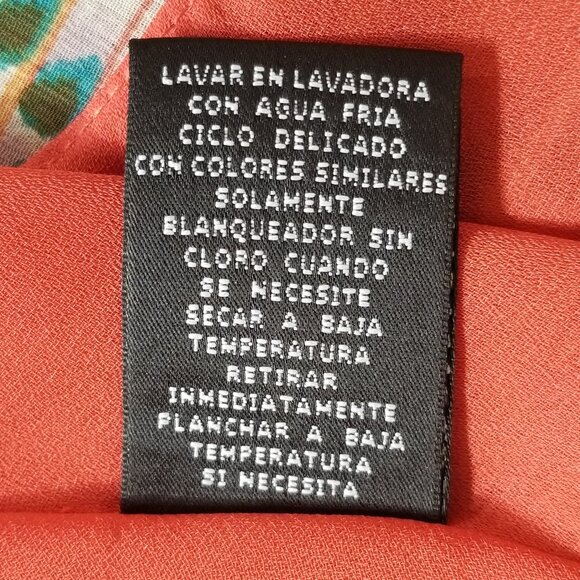 LAVAR EN LAVADORA
CON AGUA FRIA
CICLO DELICADO
CON COLORES SIMILARES
SOLAMENTE
BLANQUEADOR SIN
CLORO CUANDO
SE NECESITE
SECAR A BAJA
TEMPERATURA
RETIRAR
INMEDIATAMENTE
PLANCHAR A BAJA
TEMPERATURA
SI NECESITA